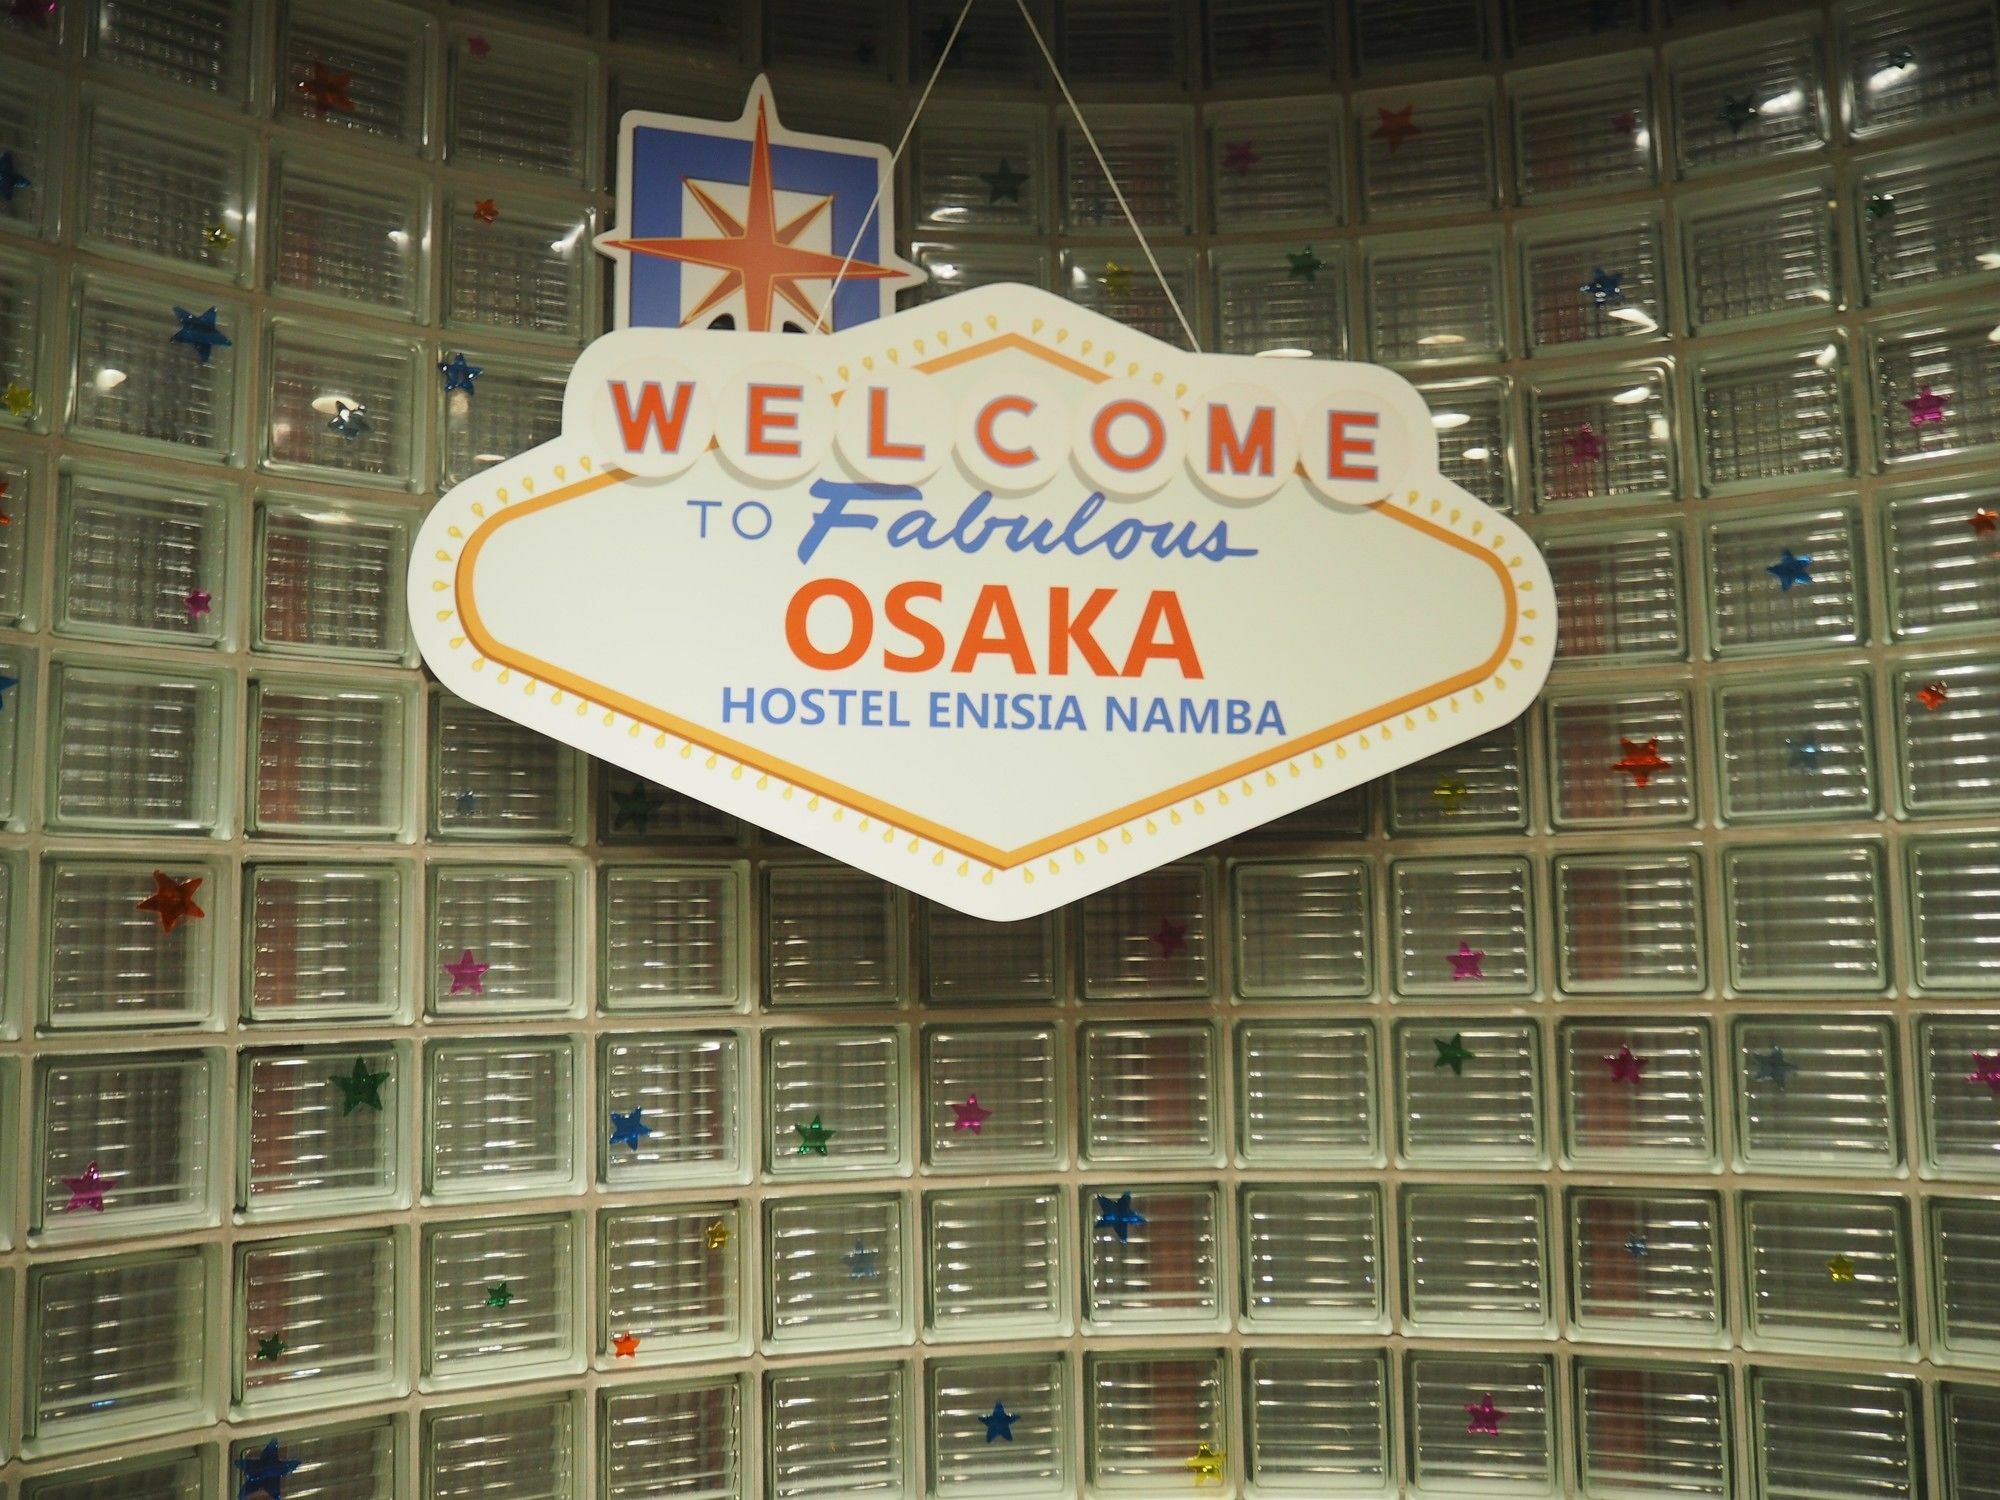 WELCOME
TO Fabulous
OSAKA
HOSTEL ENISIA NAMBA